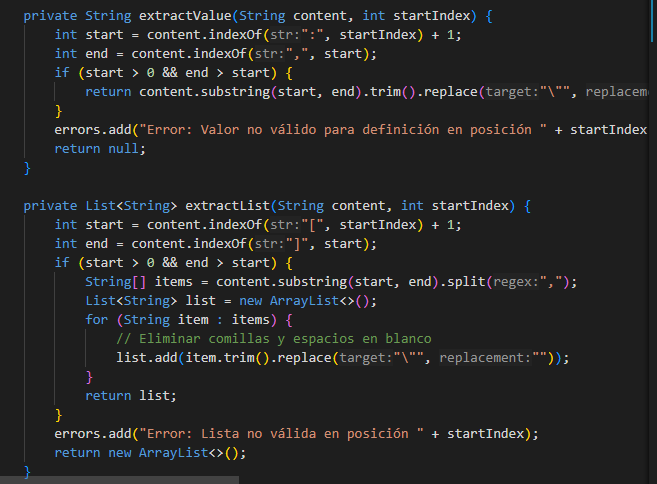 private String extractValue(String content, int startIndex) {
    int start = content.indexOf(str:":", startIndex) + 1;
    int end = content.indexOf(str:",", start);
    if (start > 0 && end > start) {
        return content.substring(start, end).trim().replace(target:"\"", replacem
    }
    errors.add("Error: Valor no válido para definición en posición " + startIndex
    return null;
}

private List<String> extractList(String content, int startIndex) {
    int start = content.indexOf(str:"[", startIndex) + 1;
    int end = content.indexOf(str:"]", start);
    if (start > 0 && end > start) {
        String[] items = content.substring(start, end).split(regex:",");
        List<String> list = new ArrayList<>();
        for (String item : items) {
            // Eliminar comillas y espacios en blanco
            list.add(item.trim().replace(target:"\"", replacement:""));
        }
        return list;
    }
    errors.add("Error: Lista no válida en posición " + startIndex);
    return new ArrayList<>();
}